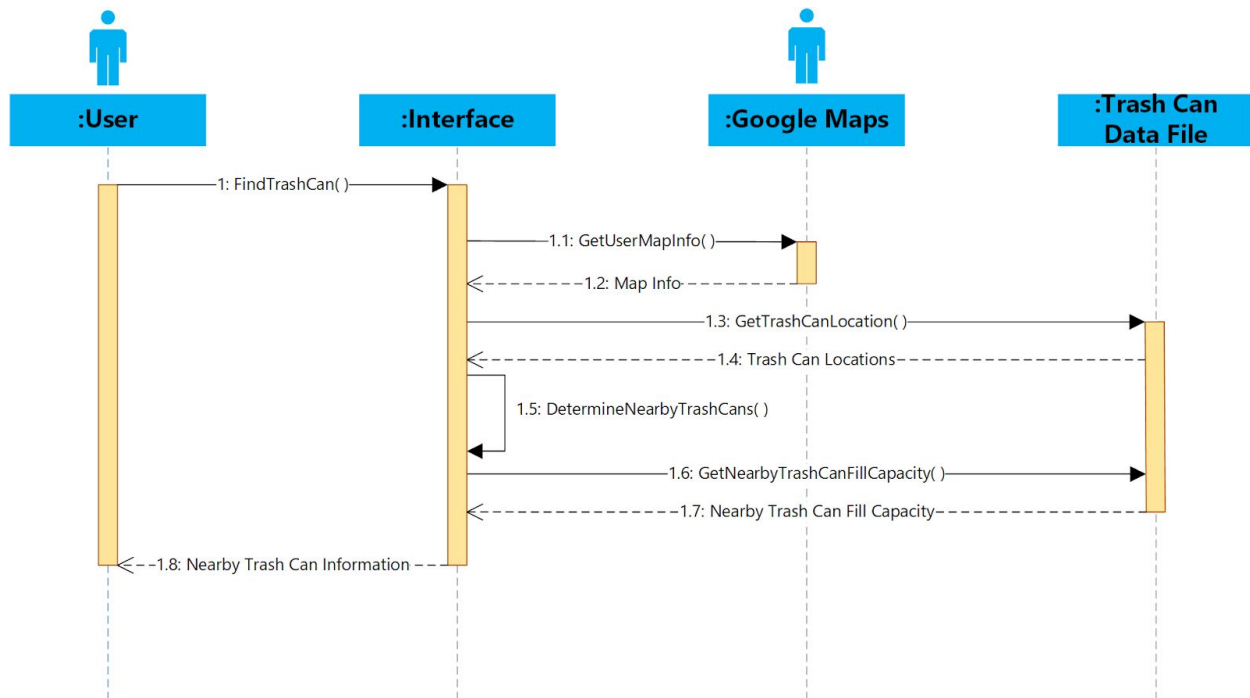 :User
:Interface
:Google Maps
:Trash Can
Data File
1: FindTrashCan( )
1.1: GetUserMapInfo( )
1.2: Map Info
1.3: GetTrashCanLocation( )
1.4: Trash Can Locations
1.5: DetermineNearbyTrashCans( )
1.6: GetNearbyTrashCanFillCapacity( )
1.7: Nearby Trash Can Fill Capacity
1.8: Nearby Trash Can Information